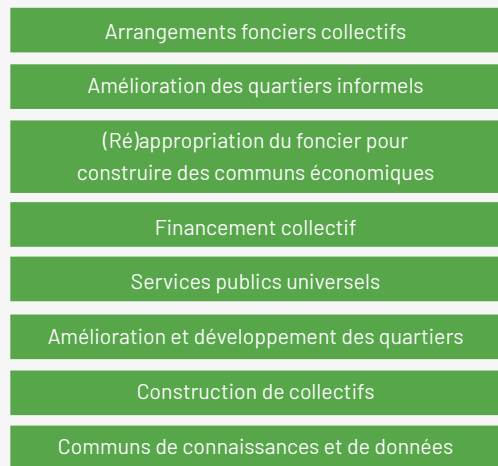 Arrangements fonciers collectifs
Amélioration des quartiers informels
(Ré)appropriation du foncier pour
construire des communs économiques
Financement collectif
Services publics universels
Amélioration et développement des quartiers
Construction de collectifs
Communs de connaissances et de données